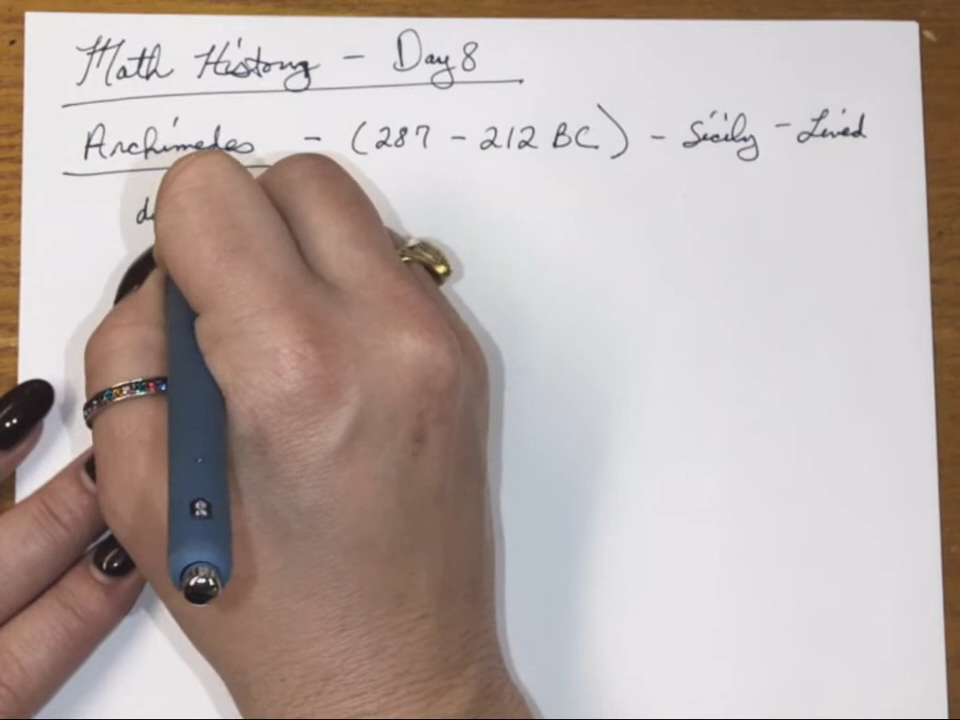 Math History - Day 8
Archimedes - (287 - 212 BC) - Sicily - Lived